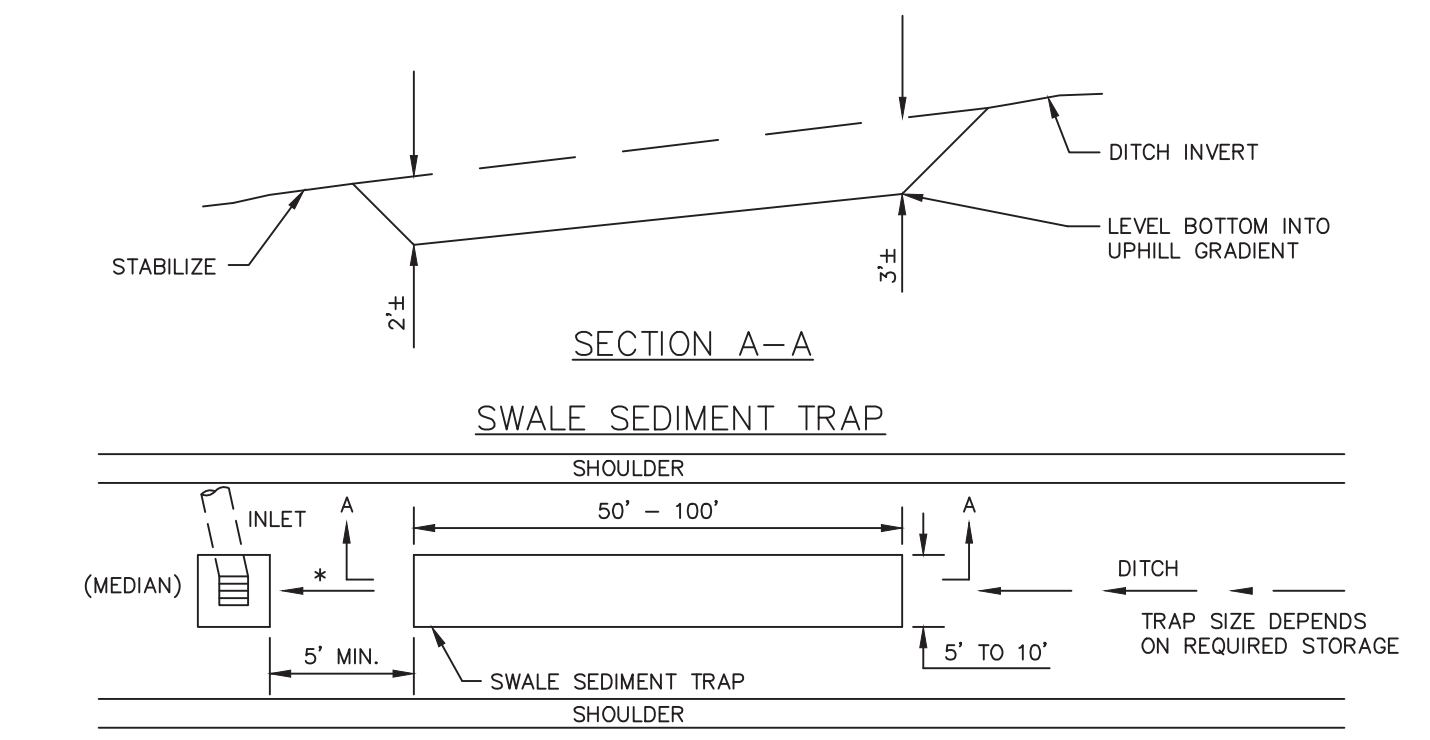 DITCH INVERT
LEVEL BOTTOM INTO
UPHILL GRADIENT
STABILIZE
2'±
3'±
SECTION A-A
SWALE SEDIMENT TRAP
SHOULDER
INLET
A
50' - 100'
A
(MEDIAN)
*
DITCH
TRAP SIZE DEPENDS
ON REQUIRED STORAGE
5' MIN.
5' TO 10'
SWALE SEDIMENT TRAP
SHOULDER